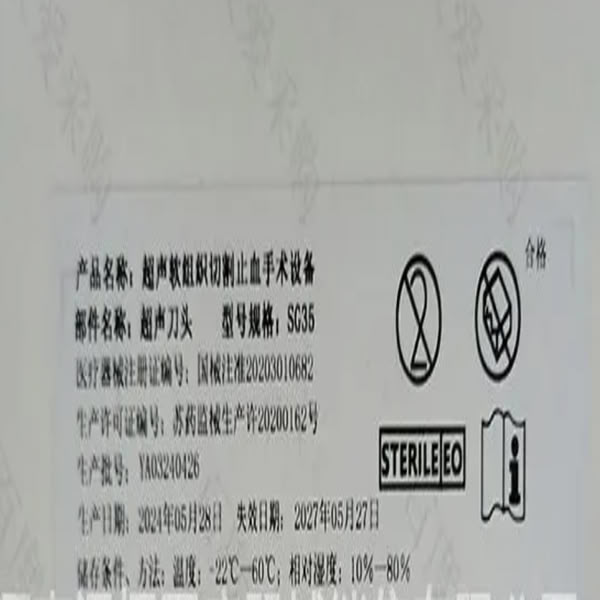 合格
产品名称：超声软组织切割止血手术设备
部件名称：超声刀头 型号规格：SG35
医疗器械注册证编号：国械注准20203010682
生产许可证编号：苏药监械生产许20200162号
生产批号：YA03240426
生产日期：2024年05月28日 失效日期：2027年05月27日
储存条件、方法：温度：-22℃—60℃；相对湿度：10%—80%
2
STERILE EO
i